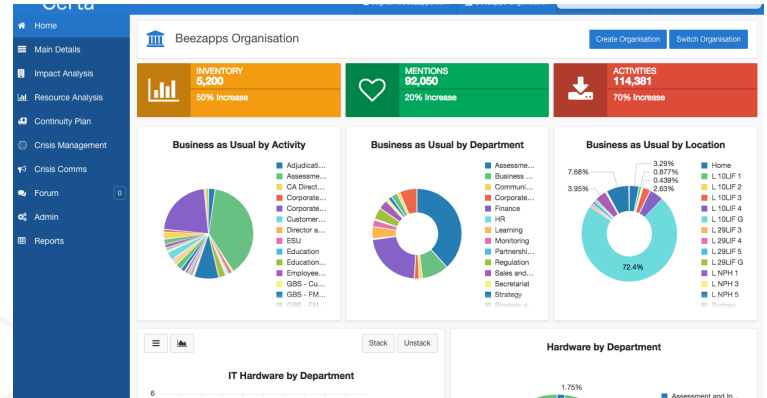 Certa
Home
Main Details
Impact Analysis
Resource Analysis
Continuity Plan
Crisis Management
Crisis Comms
Forum
0
Admin
Reports
Beezapps Organisation
Create Organisation
Switch Organisation
INVENTORY
5,200
50% Increase
MENTIONS
92,050
20% Increase
ACTIVITIES
114,381
70% Increase
Business as Usual by Activity
Adjudicati...
Assessme...
CA Direct...
Corporate...
Corporate...
Customer...
Director a...
ESU
Education
Education...
Employee...
GBS - Cu...
GBS - FM...
GBS - FM
Business as Usual by Department
Assessme...
Business ...
Communi...
Corporate...
Finance
HR
Learning
Monitoring
Partnershi...
Regulation
Sales and...
Secretariat
Strategy
Strategy a...
Business as Usual by Location
3.29%
0.877%
0.439%
2.63%
7.68%
3.95%
72.4%
Home
L 10LIF 1
L 10LIF 2
L 10LIF 3
L 10LIF 4
L 10LIF G
L 29LIF 3
L 29LIF 4
L 29LIF 5
L 29LIF G
L NPH 1
L NPH 3
L NPH 5
Sydney
Stack
Unstack
IT Hardware by Department
6
Hardware by Department
1.75%
Assessment and In...